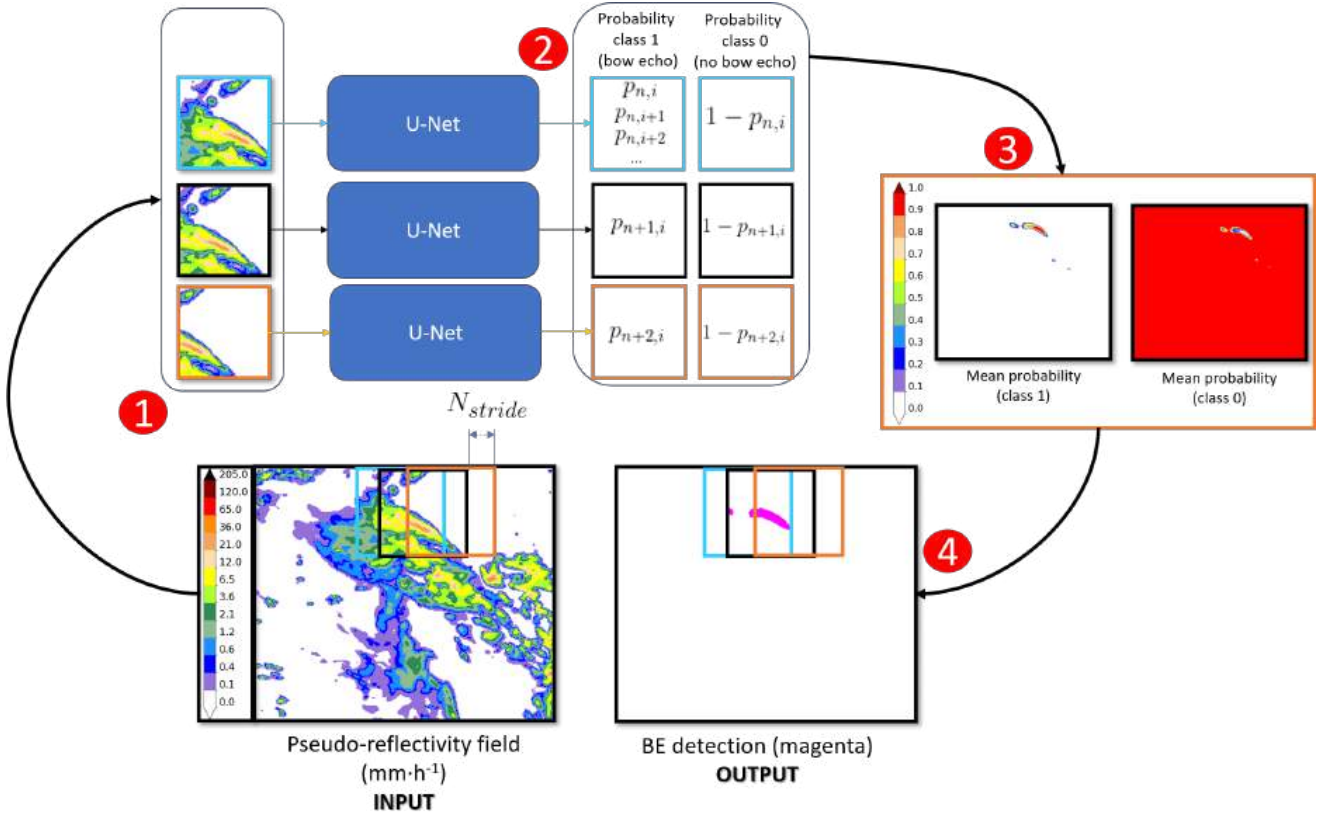 2
Probability
class 1
(bow echo)
Probability
class 0
(no bow echo)
U-Net
p_{n,i}
p_{n,i+1}
p_{n,i+2}
...
1 − p_{n,i}
U-Net
p_{n+1,i}
1 − p_{n+1,i}
U-Net
p_{n+2,i}
1 − p_{n+2,i}
3
1.0
0.9
0.8
0.7
0.6
0.5
0.4
0.3
0.2
0.1
0.0
Mean probability
(class 1)
Mean probability
(class 0)
1
N_{stride}
205.0
120.0
65.0
36.0
21.0
12.0
6.5
3.6
2.1
1.2
0.6
0.4
0.1
0.0
4
Pseudo-reflectivity field
(mm·h⁻¹)
INPUT
BE detection (magenta)
OUTPUT